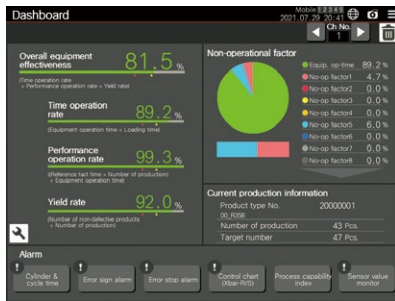 Dashboard
Mobile 1 2 3 4 5
2021.07.29 20:41
Ch No.
1
Overall equipment
effectiveness
81.5 %
(Time operation rate
× Performance operation rate × Yield rate)
Time operation
rate
89.2 %
(Equipment operation time ÷ Loading time)
Performance
operation rate
99.3 %
((Reference tact time × Number of production)
÷ Equipment operation time)
Yield rate
92.0 %
(Number of non-defective products
÷ Number of production)
Non-operational factor
Equip. op-time 89.2 %
No-op factor1 4.7 %
No-op factor2 0.0 %
No-op factor3 0.0 %
No-op factor4 0.0 %
No-op factor5 6.0 %
No-op factor6 0.0 %
No-op factor7 0.0 %
No-op factor8 0.0 %
Current production information
Product type No. 20000001
00_R358
Number of production 43 Pcs.
Target number 47 Pcs.
Alarm
Cylinder &
cycle time
Error sign alarm
Error stop alarm
Control chart
(Xbar-R/S)
Process capability
index
Sensor value
monitor